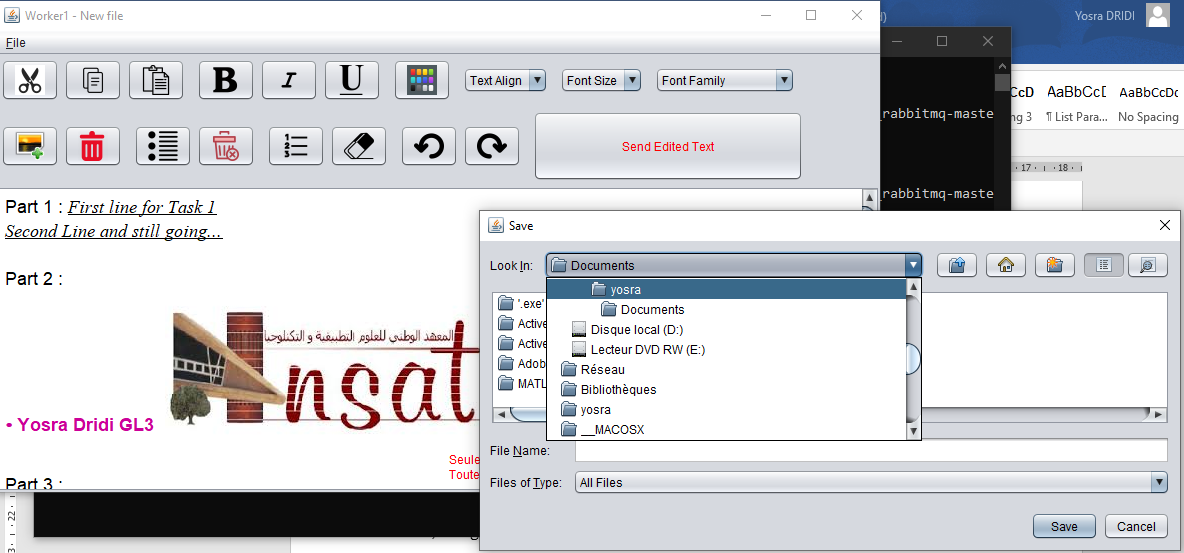 Worker1 - New file
Yosra DRIDI
File
B
I
U
Text Align
Font Size
Font Family
Send Edited Text
_rabbitmq-maste
_rabbitmq-maste
AaBbCcD
AaBbCcDc
¶ List Para...
No Spacing
17
18
Part 1 : First line for Task 1
Second Line and still going...
Part 2 :
المعهد الوطني للعلوم التطبيقية و التكنولوجيا
Insat
• Yosra Dridi GL3
Seule
Toute
Part 3 :
22
Save
Look In:
Documents
yosra
Documents
Disque local (D:)
Lecteur DVD RW (E:)
Réseau
Bibliothèques
yosra
__MACOSX
'.exe'
Active
Active
Adob
MATL
File Name:
Files of Type:
All Files
Save
Cancel